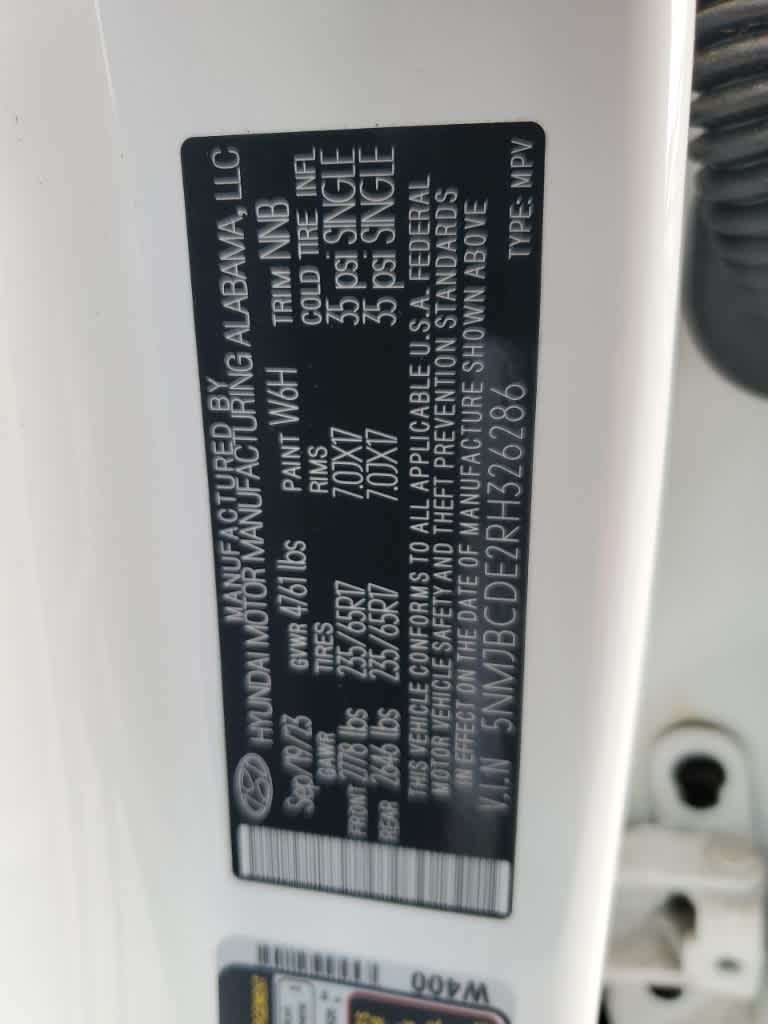 MANUFACTURED BY
HYUNDAI MOTOR MANUFACTURING ALABAMA, LLC
Sep/19/23 GVWR 4761 lbs PAINT W6H TRIM NNB
GAWR TIRES RIMS COLD TIRE INFL
FRONT 2778 lbs 235/65R17 7.0JX17 35 psi SINGLE
REAR 2646 lbs 235/65R17 7.0JX17 35 psi SINGLE
THIS VEHICLE CONFORMS TO ALL APPLICABLE U.S.A. FEDERAL
MOTOR VEHICLE SAFETY AND THEFT PREVENTION STANDARDS
IN EFFECT ON THE DATE OF MANUFACTURE SHOWN ABOVE
V.I.N 5NMJBCDE2RH326286 TYPE: MPV
W400